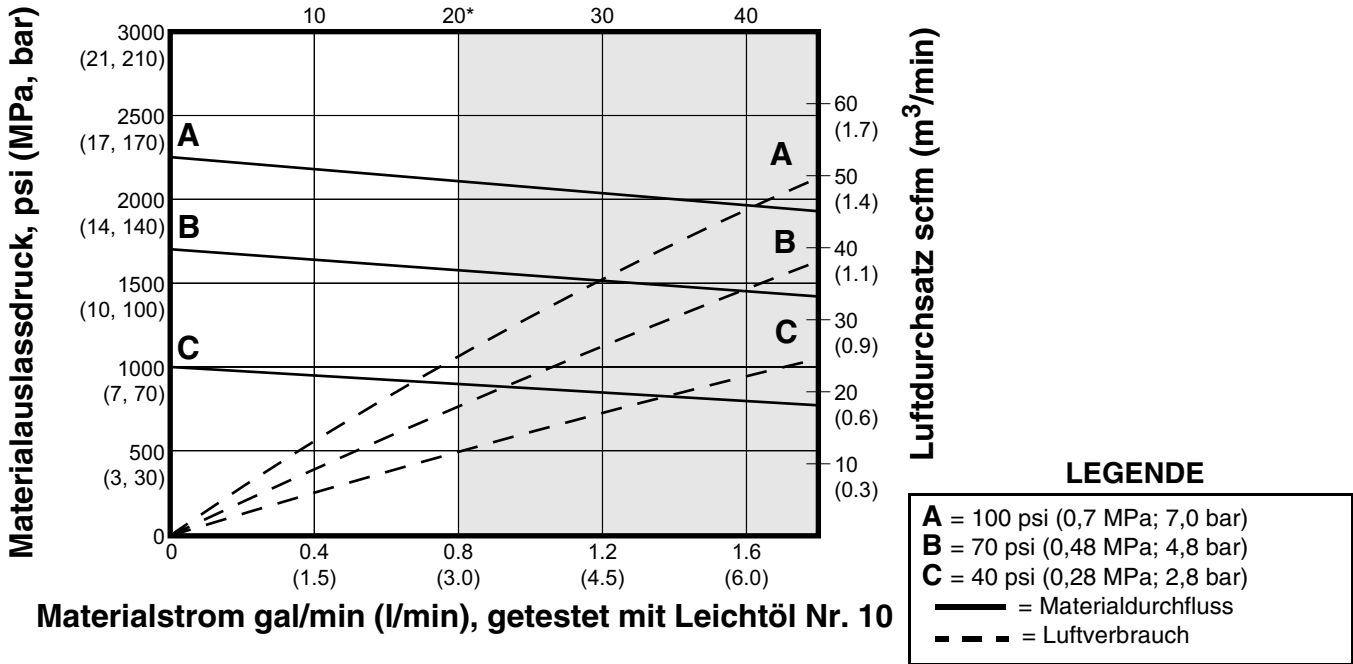 10 20* 30 40
Materialauslassdruck, psi (MPa, bar)
3000
(21, 210)
2500
(17, 170)
2000
(14, 140)
1500
(10, 100)
1000
(7, 70)
500
(3, 30)
0
A
B
C
A
B
C
60
(1.7)
50
(1.4)
40
(1.1)
30
(0.9)
20
(0.6)
10
(0.3)
Luftdurchsatz scfm (m³/min)
0 0.4 0.8 1.2 1.6
(1.5) (3.0) (4.5) (6.0)
Materialstrom gal/min (l/min), getestet mit Leichtöl Nr. 10
LEGENDE
A = 100 psi (0,7 MPa; 7,0 bar)
B = 70 psi (0,48 MPa; 4,8 bar)
C = 40 psi (0,28 MPa; 2,8 bar)
= Materialdurchfluss
= Luftverbrauch